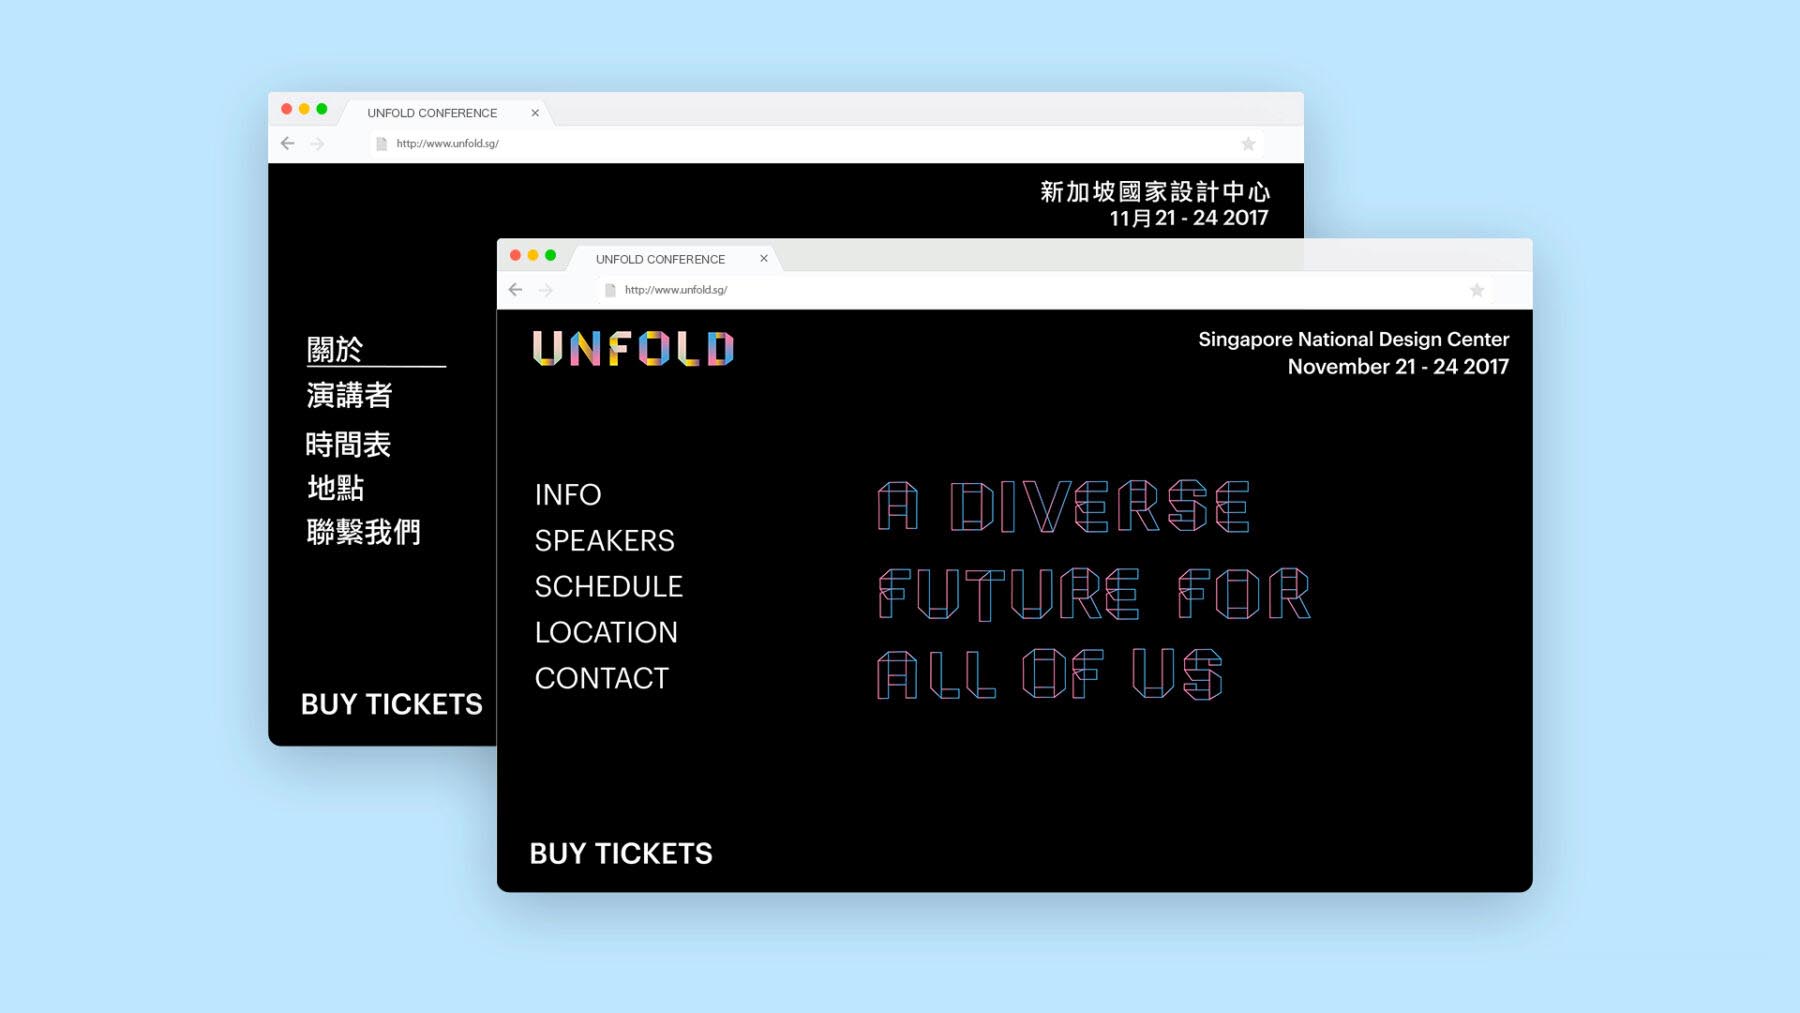 UNFOLD CONFERENCE
http://www.unfold.sg/
新加坡國家設計中心
11月21 - 24 2017
關於
演講者
時間表
地點
聯繫我們
BUY TICKETS
UNFOLD CONFERENCE
http://www.unfold.sg/
UNFOLD
Singapore National Design Center
November 21 - 24 2017
INFO
SPEAKERS
SCHEDULE
LOCATION
CONTACT
A DIVERSE
FUTURE FOR
ALL OF US
BUY TICKETS